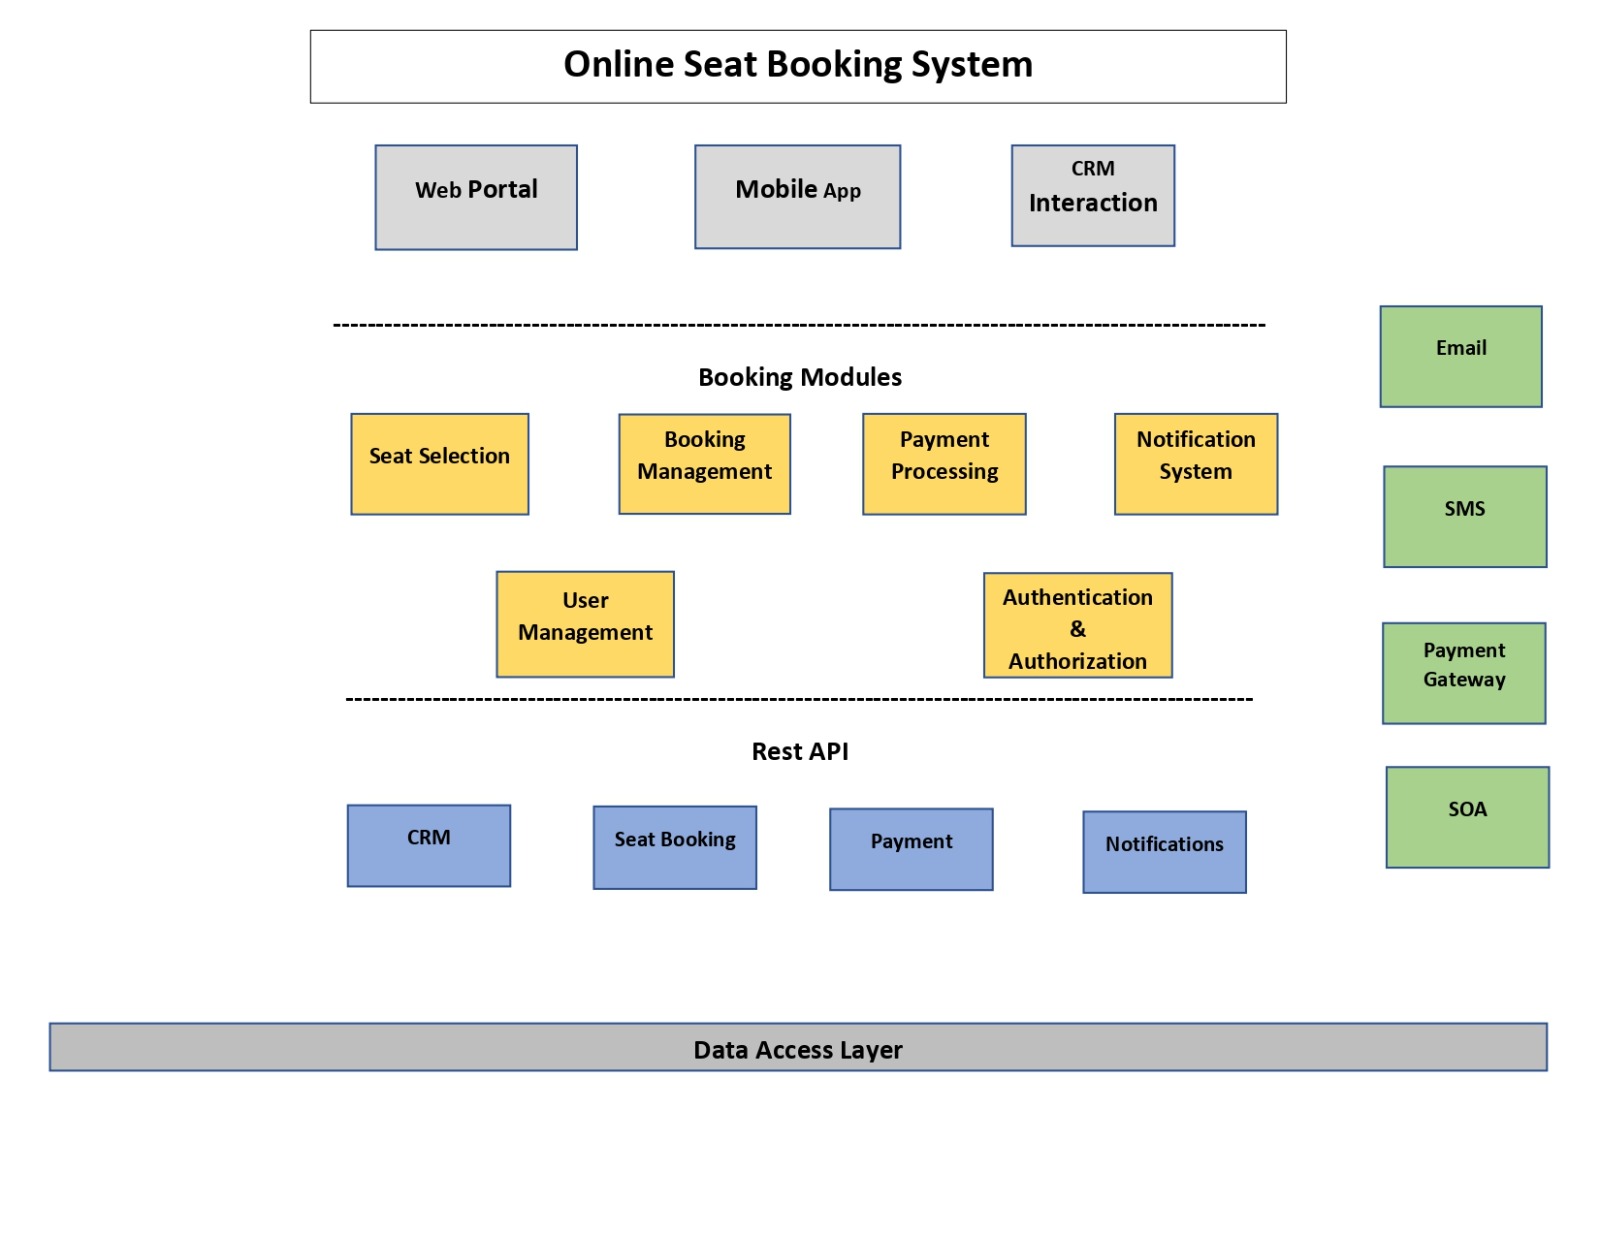 Online Seat Booking System
Web Portal
Mobile App
CRM
Interaction
Booking Modules
Seat Selection
Booking
Management
Payment
Processing
Notification
System
User
Management
Authentication
&
Authorization
Rest API
CRM
Seat Booking
Payment
Notifications
Email
SMS
Payment
Gateway
SOA
Data Access Layer